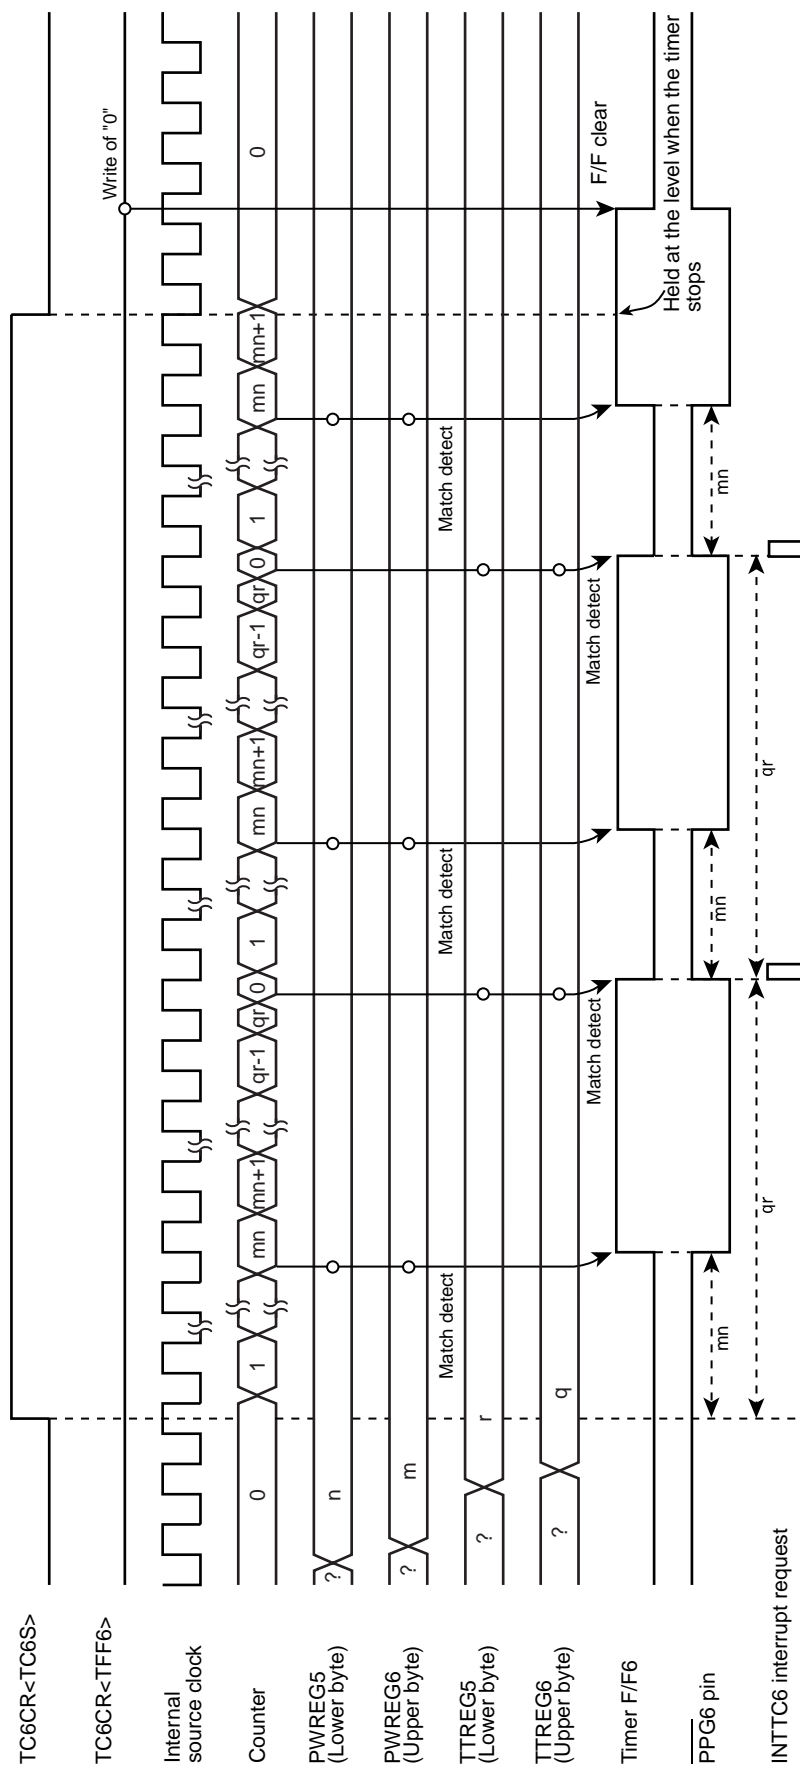 TC6CR<TC6S>
TC6CR<TFF6>
Write of "0"
Internal
source clock
Counter
0
1
mn
mn+1
qr-1
qr
0
1
mn
mn+1
qr-1
qr
0
1
mn
mn+1
0
PWREG5
(Lower byte)
?
n
PWREG6
(Upper byte)
?
m
Match detect
Match detect
Match detect
TTREG5
(Lower byte)
?
r
TTREG6
(Upper byte)
?
q
Match detect
Match detect
F/F clear
Timer F/F6
Held at the level when the timer
stops
PPG6 pin
mn
mn
mn
qr
qr
INTTC6 interrupt request